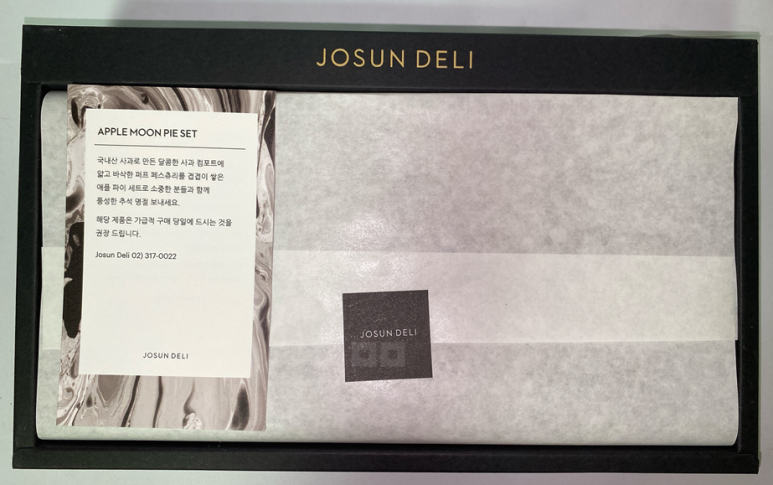 JOSUN DELI
APPLE MOON PIE SET
국내산 사과로 만든 달콤한 사과 컴포트에
얇고 바삭한 퍼프 페스츄리를 겹겹이 쌓은
애플 파이 세트로 소중한 분들과 함께
풍성한 추석 명절 보내세요.
해당 제품은 가급적 구매 당일에 드시는 것을
권장 드립니다.
Josun Deli 02) 317-0022
JOSUN DELI
JOSUN DELI